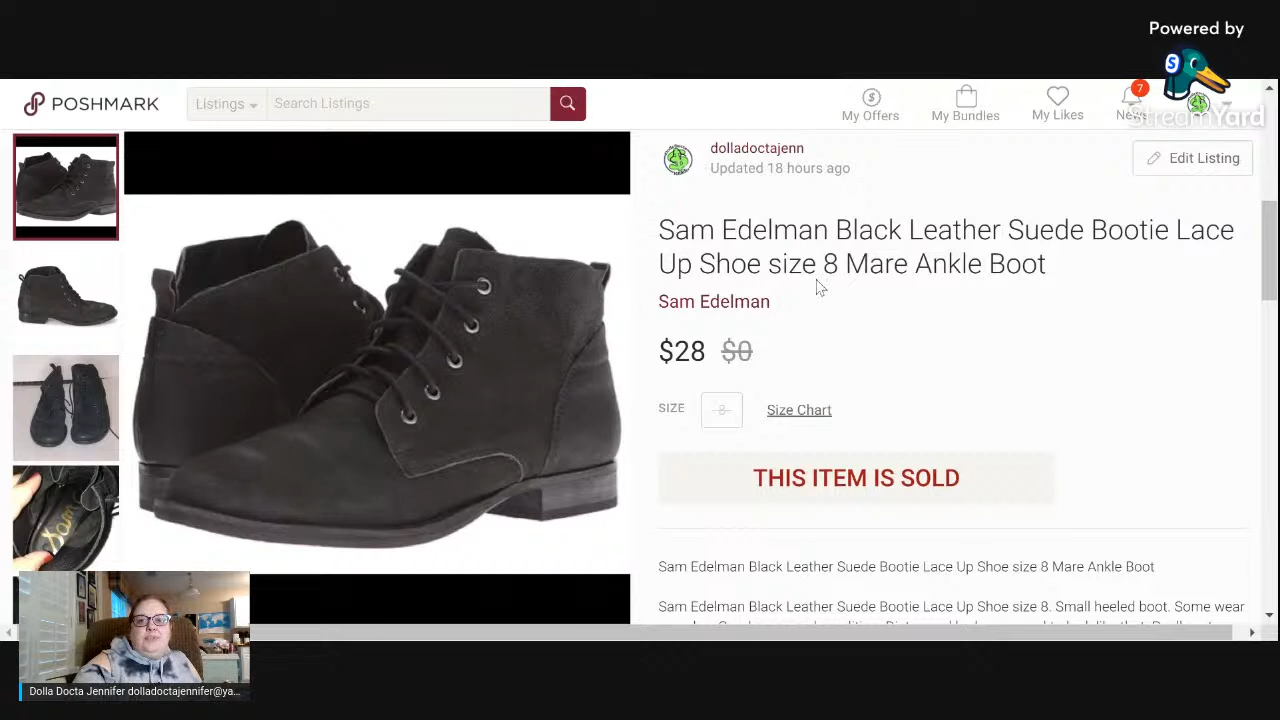 Powered by
S
StreamYard
POSHMARK
Listings
Search Listings
My Offers
My Bundles
My Likes
7
dolladoctajenn
Updated 18 hours ago
Edit Listing
Sam Edelman Black Leather Suede Bootie Lace
Up Shoe size 8 Mare Ankle Boot
Sam Edelman
$28 $0
SIZE 8 Size Chart
THIS ITEM IS SOLD
Sam Edelman Black Leather Suede Bootie Lace Up Shoe size 8 Mare Ankle Boot
Sam Edelman Black Leather Suede Bootie Lace Up Shoe size 8. Small heeled boot. Some wear
Sam
Dolla Docta Jennifer dolladoctajennifer@ya...